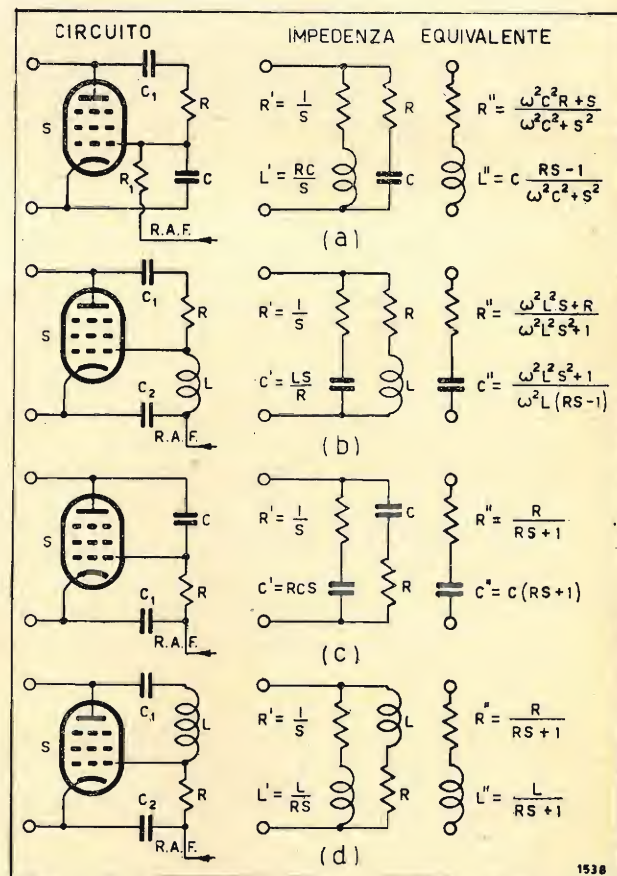 CIRCUITO IMPEDENZA EQUIVALENTE
C₁
S
R
R₁
C
R.A.F.
R' = 1/S
L' = RC/S
R
C
R" = (ω²C²R + S)/(ω²C² + S²)
L" = C (RS - 1)/(ω²C² + S²)
(a)
C₁
S
R
L
C₂
R.A.F.
R' = 1/S
C' = LS/R
R
L
R" = (ω²L²S + R)/(ω²L²S² + 1)
C" = (ω²L²S² + 1)/(ω²L (RS - 1))
(b)
S
C
R
C₁
R.A.F.
R' = 1/S
C' = RCS
C
R
R" = R/(RS + 1)
C" = C (RS + 1)
(c)
C₁
S
L
R
C₂
R.A.F.
R' = 1/S
L' = L/RS
L
R
R" = R/(RS + 1)
L" = L/(RS + 1)
(d)
1538